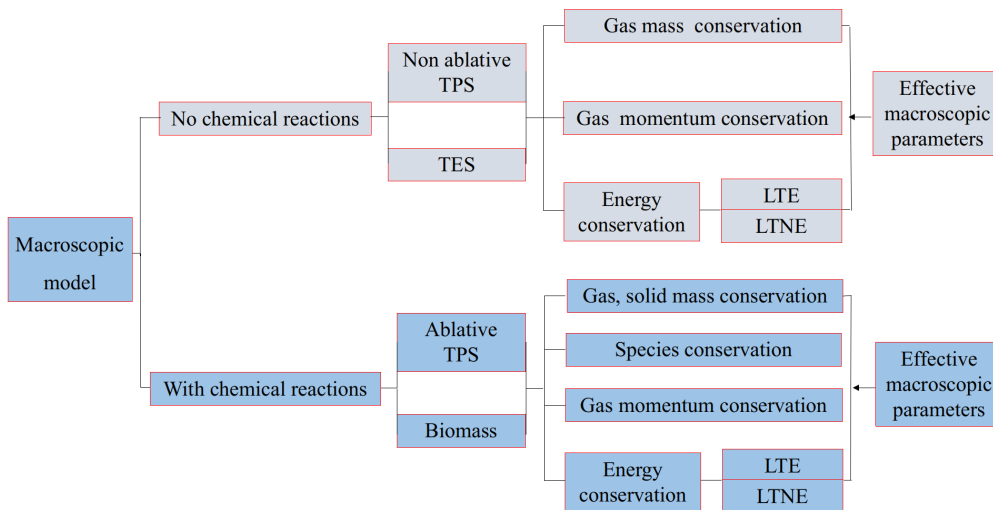 Macroscopic
model
No chemical reactions
Non ablative
TPS
TES
Gas mass conservation
Gas momentum conservation
Energy
conservation
LTE
LTNE
Effective
macroscopic
parameters
With chemical reactions
Ablative
TPS
Biomass
Gas, solid mass conservation
Species conservation
Gas momentum conservation
Energy
conservation
LTE
LTNE
Effective
macroscopic
parameters